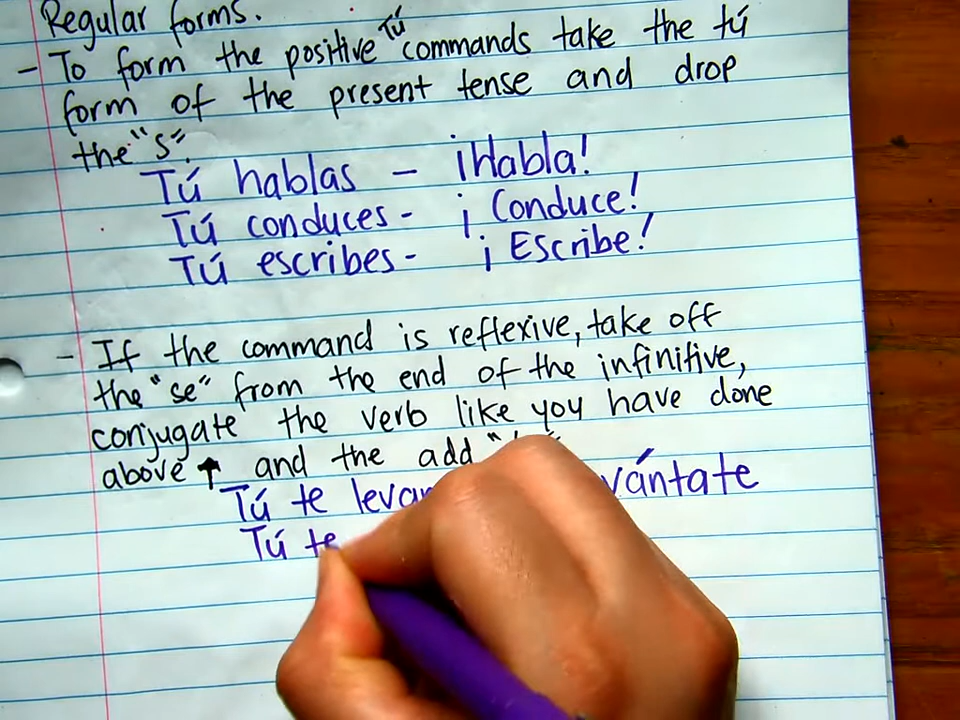 Regular forms.
- To form the positive Tú commands take the tú
form of the present tense and drop
the "s".
Tú hablas - ¡Habla!
Tú conduces - ¡Conduce!
Tú escribes - ¡Escribe!
- If the command is reflexive, take off
the "se" from the end of the infinitive,
conjugate the verb like you have done
above ↑ and the add
Tú te vántate
Tú te